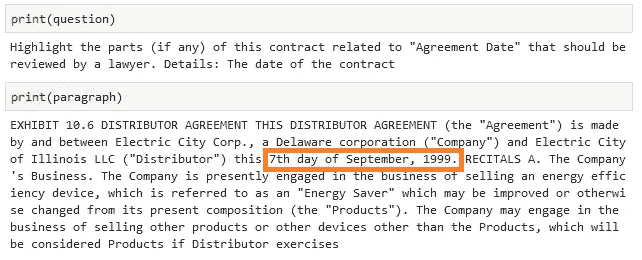 print(question)
Highlight the parts (if any) of this contract related to "Agreement Date" that should be
reviewed by a lawyer. Details: The date of the contract
print(paragraph)
EXHIBIT 10.6 DISTRIBUTOR AGREEMENT THIS DISTRIBUTOR AGREEMENT (the "Agreement") is made
by and between Electric City Corp., a Delaware corporation ("Company") and Electric City
of Illinois LLC ("Distributor") this 7th day of September, 1999. RECITALS A. The Company
's Business. The Company is presently engaged in the business of selling an energy effic
iency device, which is referred to as an "Energy Saver" which may be improved or otherwi
se changed from its present composition (the "Products"). The Company may engage in the
business of selling other products or other devices other than the Products, which will
be considered Products if Distributor exercises